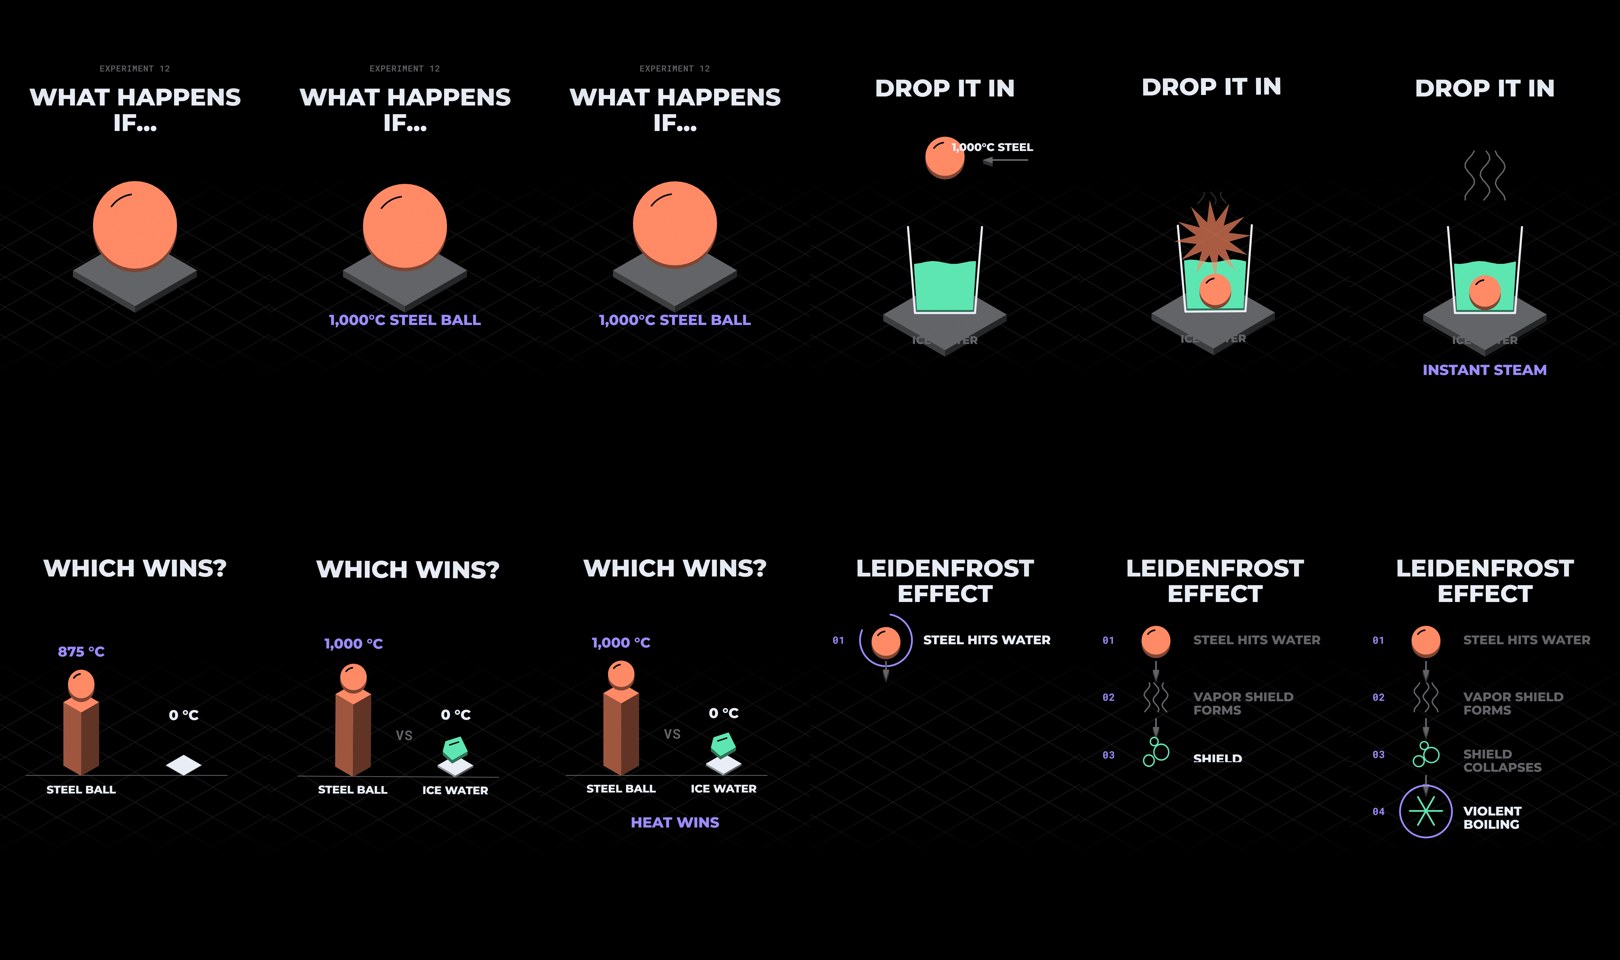 EXPERIMENT 12
WHAT HAPPENS
IF...
EXPERIMENT 12
WHAT HAPPENS
IF...
1,000°C STEEL BALL
EXPERIMENT 12
WHAT HAPPENS
IF...
1,000°C STEEL BALL
DROP IT IN
1,000°C STEEL
DROP IT IN
DROP IT IN
INSTANT STEAM
WHICH WINS?
875 °C
0 °C
STEEL BALL
WHICH WINS?
1,000 °C
0 °C
VS
STEEL BALL
ICE WATER
WHICH WINS?
1,000 °C
0 °C
VS
STEEL BALL
ICE WATER
HEAT WINS
LEIDENFROST
EFFECT
01 STEEL HITS WATER
LEIDENFROST
EFFECT
01 STEEL HITS WATER
02 VAPOR SHIELD
FORMS
03 SHIELD
LEIDENFROST
EFFECT
01 STEEL HITS WATER
02 VAPOR SHIELD
FORMS
03 SHIELD
COLLAPSES
04 VIOLENT
BOILING